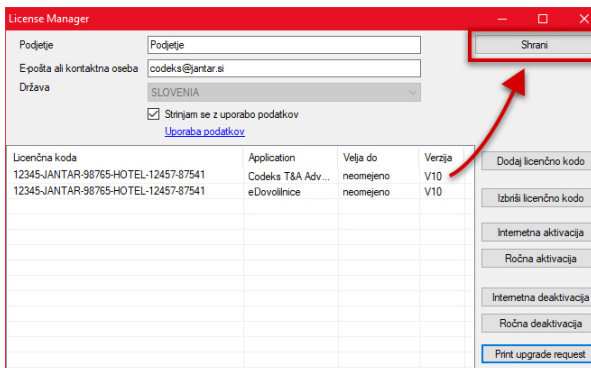 License Manager
Podjetje Podjetje Shrani
E-pošta ali kontaktna oseba codeks@jantar.si
Država SLOVENIA
Strinjam se z uporabo podatkov
Uporaba podatkov
Licenčna koda Application Velja do Verzija
12345-JANTAR-98765-HOTEL-12457-87541 Codeks T&A Adv... neomejeno V10
12345-JANTAR-98765-HOTEL-12457-87541 eDovolilnice neomejeno V10
Dodaj licenčno kodo
Izbriši licenčno kodo
Internetna aktivacija
Ročna aktivacija
Internetna deaktivacija
Ročna deaktivacija
Print upgrade request